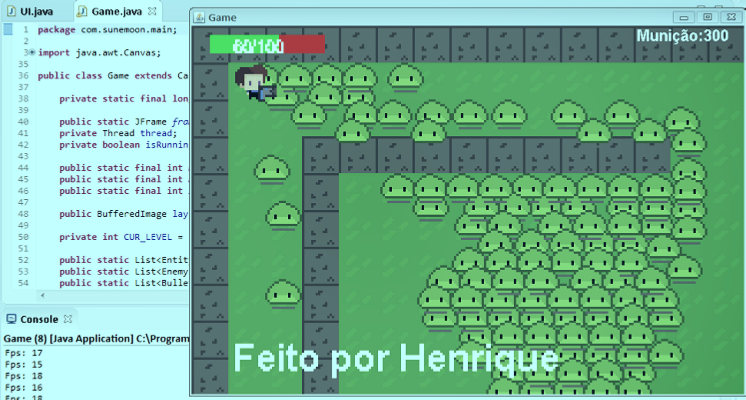 UI.java
Game.java
Game
1 package com.sunemoon.main;
2
3 import java.awt.Canvas;
35
36 public class Game extends Ca
37
38 private static final lon
39
40 public static JFrame fra
41 private Thread thread;
42 private boolean isRunnin
43
44 public static final int
45 public static final int
46 public static final int
47
48 public BufferedImage lay
49
50 private int CUR_LEVEL =
51
52 public static List<Entit
53 public static List<Enemy
54 public static List<Bulle
60/100
Munição:300
Feito por Henrique
Console
Game (8) [Java Application] C:\Program
Fps: 17
Fps: 15
Fps: 18
Fps: 16
Fps: 18